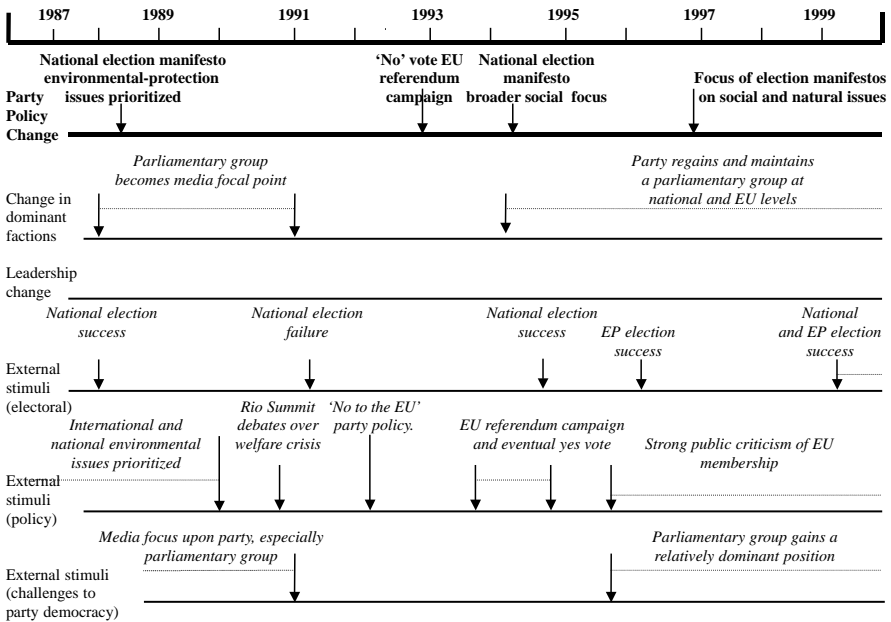 1987 1989 1991 1993 1995 1997 1999
National election manifesto
environmental-protection
issues prioritized
‘No’ vote EU
referendum
campaign
National election
manifesto
broader social focus
Focus of election manifestos
on social and natural issues
Party
Policy
Change
Parliamentary group
becomes media focal point
Party regains and maintains
a parliamentary group at
national and EU levels
Change in
dominant
factions
Leadership
change
National election
success
National election
failure
National election
success
EP election
success
National
and EP election
success
External
stimuli
(electoral)
International and
national environmental
issues prioritized
Rio Summit
debates over
welfare crisis
‘No to the EU’
party policy.
EU referendum campaign
and eventual yes vote
Strong public criticism of EU
membership
External
stimuli
(policy)
Media focus upon party, especially
parliamentary group
Parliamentary group gains a
relatively dominant position
External stimuli
(challenges to
party democracy)